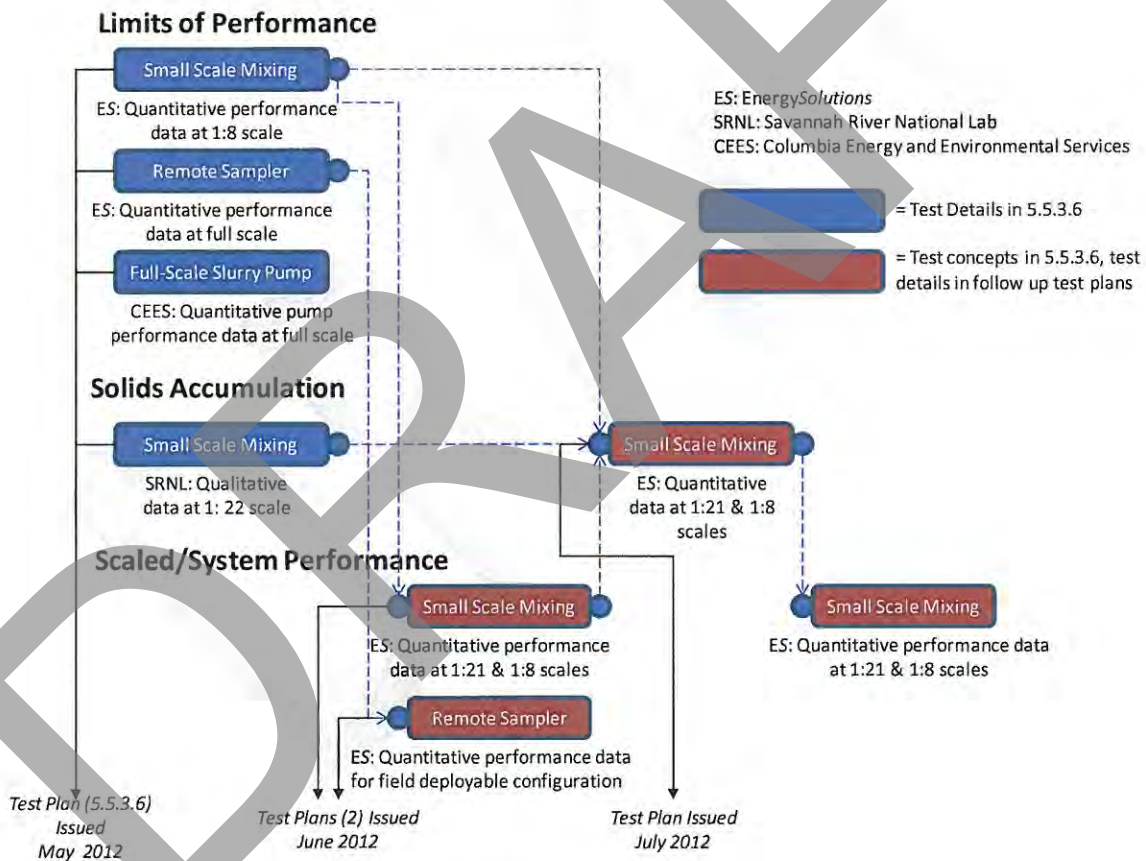 Limits of Performance
Small Scale Mixing
ES: Quantitative performance
data at 1:8 scale
Remote Sampler
ES: Quantitative performance
data at full scale
Full-Scale Slurry Pump
CEES: Quantitative pump
performance data at full scale
ES: EnergySolutions
SRNL: Savannah River National Lab
CEES: Columbia Energy and Environmental Services
= Test Details in 5.5.3.6
= Test concepts in 5.5.3.6, test
details in follow up test plans
Solids Accumulation
Small Scale Mixing
SRNL: Qualitative
data at 1: 22 scale
Small Scale Mixing
ES: Quantitative
data at 1:21 & 1:8
scales
Scaled/System Performance
Small Scale Mixing
ES: Quantitative performance
data at 1:21 & 1:8 scales
Small Scale Mixing
ES: Quantitative performance data
at 1:21 & 1:8 scales
Remote Sampler
ES: Quantitative performance data
for field deployable configuration
Test Plan (5.5.3.6)
Issued
May 2012
Test Plans (2) Issued
June 2012
Test Plan Issued
July 2012
DRAF